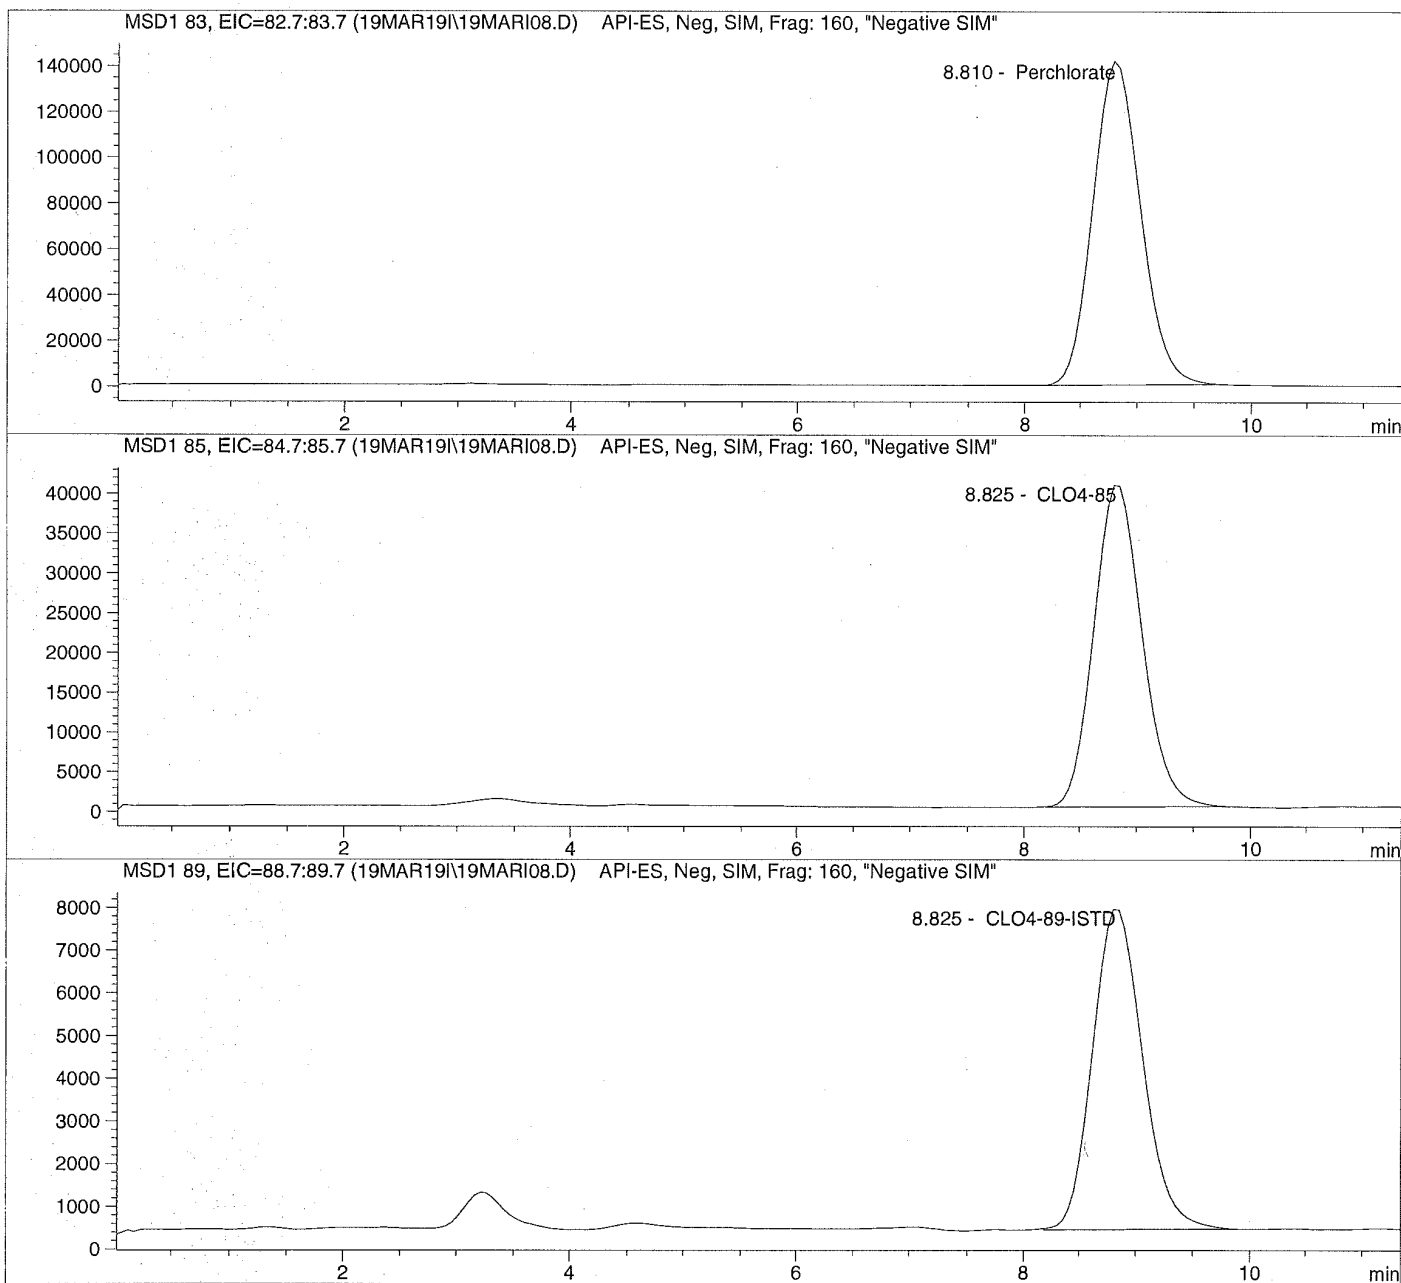 MSD1 83, EIC=82.7:83.7 (19MAR19I\19MARI08.D) API-ES, Neg, SIM, Frag: 160, "Negative SIM"
140000
8.810 - Perchlorate
120000
100000
80000
60000
40000
20000
0
2 4 6 8 10 min
MSD1 85, EIC=84.7:85.7 (19MAR19I\19MARI08.D) API-ES, Neg, SIM, Frag: 160, "Negative SIM"
40000
8.825 - CLO4-85
35000
30000
25000
20000
15000
10000
5000
0
2 4 6 8 10 min
MSD1 89, EIC=88.7:89.7 (19MAR19I\19MARI08.D) API-ES, Neg, SIM, Frag: 160, "Negative SIM"
8000
8.825 - CLO4-89-ISTD
7000
6000
5000
4000
3000
2000
1000
0
2 4 6 8 10 min